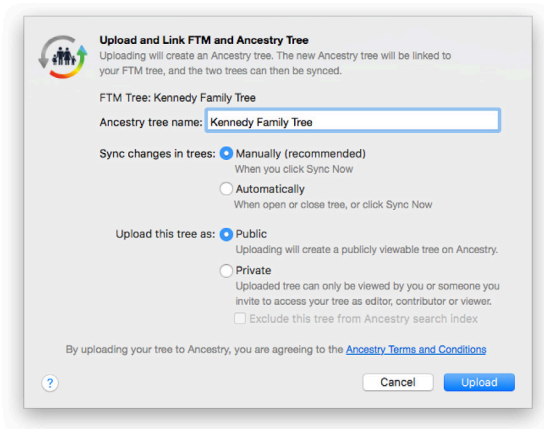 Upload and Link FTM and Ancestry Tree
Uploading will create an Ancestry tree. The new Ancestry tree will be linked to
your FTM tree, and the two trees can then be synced.
FTM Tree: Kennedy Family Tree
Ancestry tree name: Kennedy Family Tree
Sync changes in trees: Manually (recommended)
When you click Sync Now
Automatically
When open or close tree, or click Sync Now
Upload this tree as: Public
Uploading will create a publicly viewable tree on Ancestry.
Private
Uploaded tree can only be viewed by you or someone you
invite to access your tree as editor, contributor or viewer.
Exclude this tree from Ancestry search index
By uploading your tree to Ancestry, you are agreeing to the Ancestry Terms and Conditions
? Cancel Upload